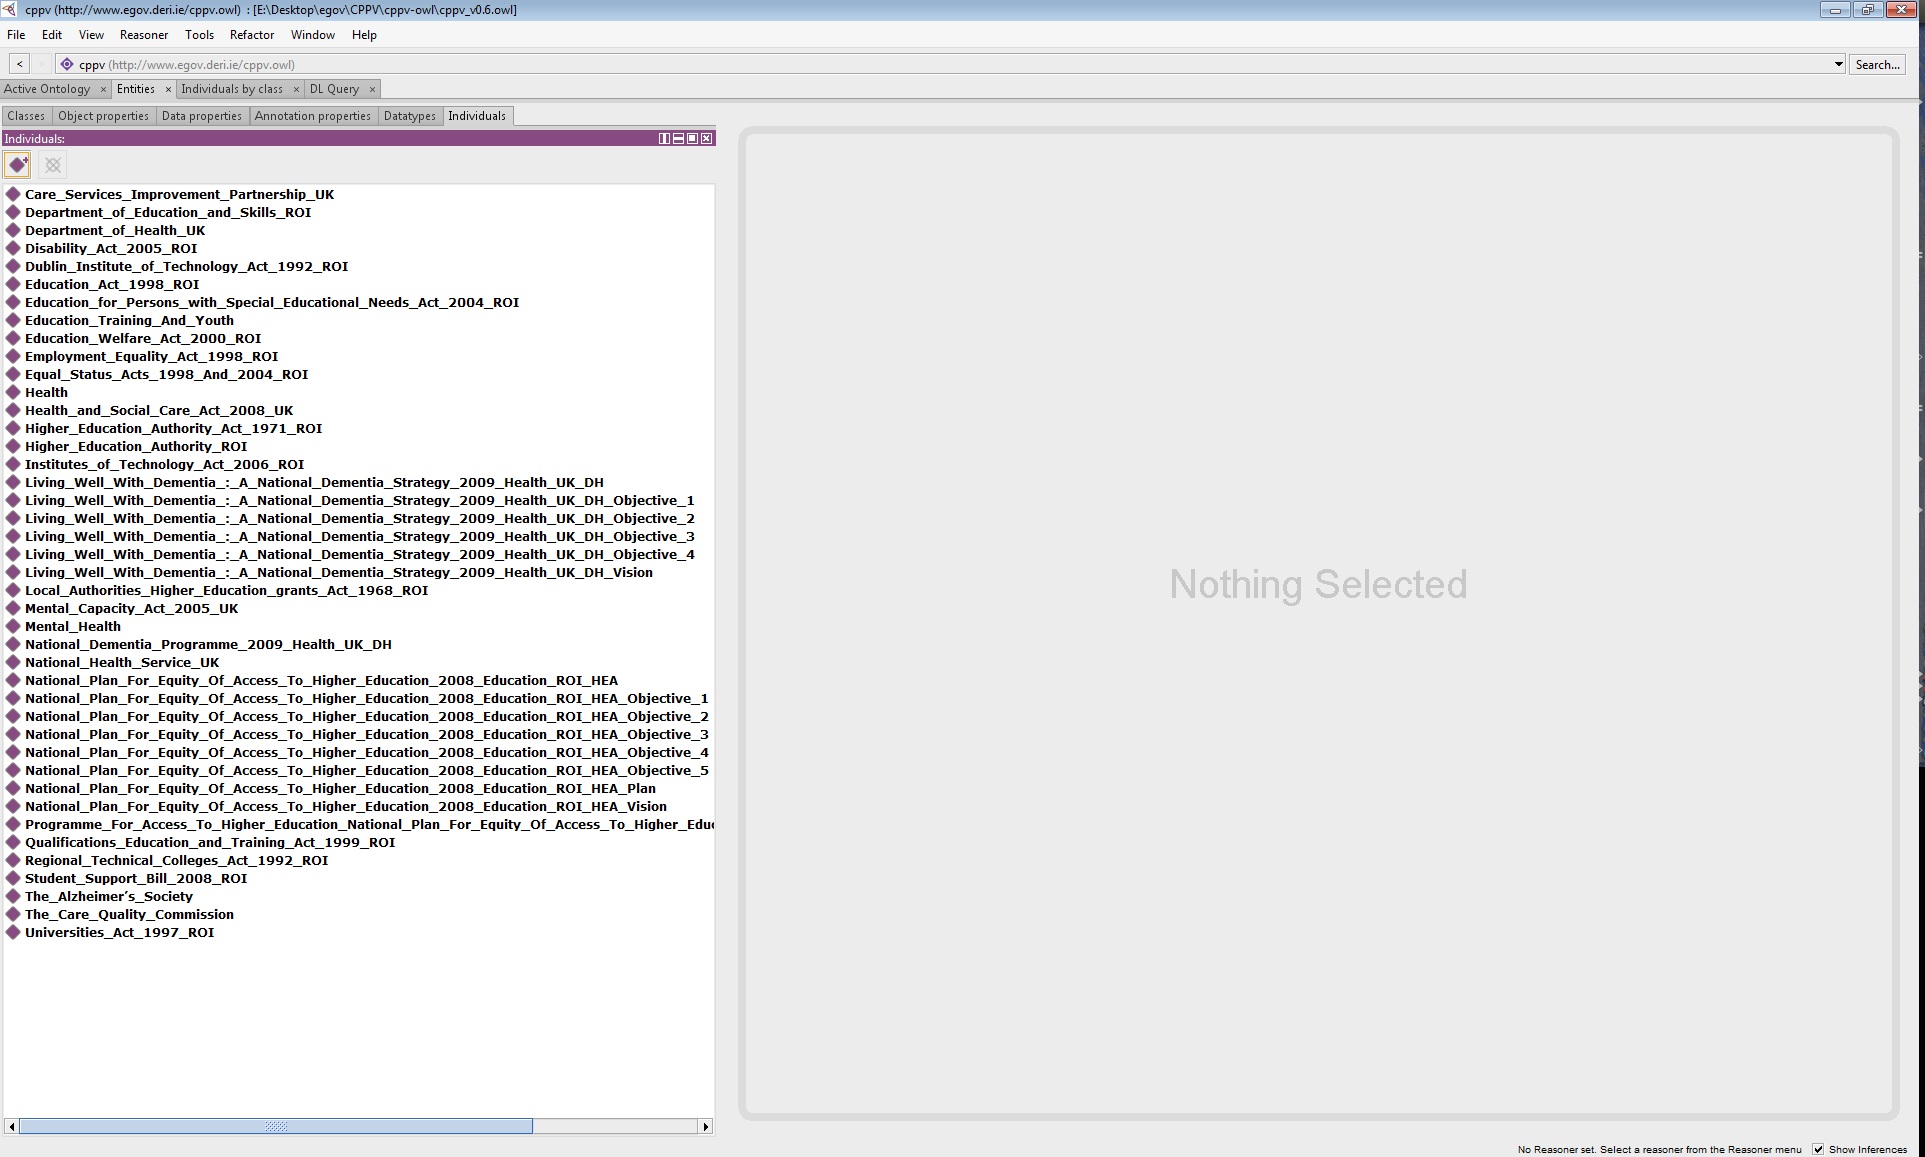 cppv (http://www.egov.deri.ie/cppv.owl) : [E:\Desktop\egov\CPPV\cppv-owl\cppv_v0.6.owl]
File Edit View Reasoner Tools Refactor Window Help
< cppv (http://www.egov.deri.ie/cppv.owl) Search...
Active Ontology × Entities × Individuals by class × DL Query ×
Classes Object properties Data properties Annotation properties Datatypes Individuals
Individuals:
Care_Services_Improvement_Partnership_UK
Department_of_Education_and_Skills_ROI
Department_of_Health_UK
Disability_Act_2005_ROI
Dublin_Institute_of_Technology_Act_1992_ROI
Education_Act_1998_ROI
Education_for_Persons_with_Special_Educational_Needs_Act_2004_ROI
Education_Training_And_Youth
Education_Welfare_Act_2000_ROI
Employment_Equality_Act_1998_ROI
Equal_Status_Acts_1998_And_2004_ROI
Health
Health_and_Social_Care_Act_2008_UK
Higher_Education_Authority_Act_1971_ROI
Higher_Education_Authority_ROI
Institutes_of_Technology_Act_2006_ROI
Living_Well_With_Dementia_:_A_National_Dementia_Strategy_2009_Health_UK_DH
Living_Well_With_Dementia_:_A_National_Dementia_Strategy_2009_Health_UK_DH_Objective_1
Living_Well_With_Dementia_:_A_National_Dementia_Strategy_2009_Health_UK_DH_Objective_2
Living_Well_With_Dementia_:_A_National_Dementia_Strategy_2009_Health_UK_DH_Objective_3
Living_Well_With_Dementia_:_A_National_Dementia_Strategy_2009_Health_UK_DH_Objective_4
Living_Well_With_Dementia_:_A_National_Dementia_Strategy_2009_Health_UK_DH_Vision
Local_Authorities_Higher_Education_grants_Act_1968_ROI
Mental_Capacity_Act_2005_UK
Mental_Health
National_Dementia_Programme_2009_Health_UK_DH
National_Health_Service_UK
National_Plan_For_Equity_Of_Access_To_Higher_Education_2008_Education_ROI_HEA
National_Plan_For_Equity_Of_Access_To_Higher_Education_2008_Education_ROI_HEA_Objective_1
National_Plan_For_Equity_Of_Access_To_Higher_Education_2008_Education_ROI_HEA_Objective_2
National_Plan_For_Equity_Of_Access_To_Higher_Education_2008_Education_ROI_HEA_Objective_3
National_Plan_For_Equity_Of_Access_To_Higher_Education_2008_Education_ROI_HEA_Objective_4
National_Plan_For_Equity_Of_Access_To_Higher_Education_2008_Education_ROI_HEA_Objective_5
National_Plan_For_Equity_Of_Access_To_Higher_Education_2008_Education_ROI_HEA_Plan
National_Plan_For_Equity_Of_Access_To_Higher_Education_2008_Education_ROI_HEA_Vision
Programme_For_Access_To_Higher_Education_National_Plan_For_Equity_Of_Access_To_Higher_Edu
Qualifications_Education_and_Training_Act_1999_ROI
Regional_Technical_Colleges_Act_1992_ROI
Student_Support_Bill_2008_ROI
The_Alzheimer’s_Society
The_Care_Quality_Commission
Universities_Act_1997_ROI
Nothing Selected
No Reasoner set. Select a reasoner from the Reasoner menu Show Inferences